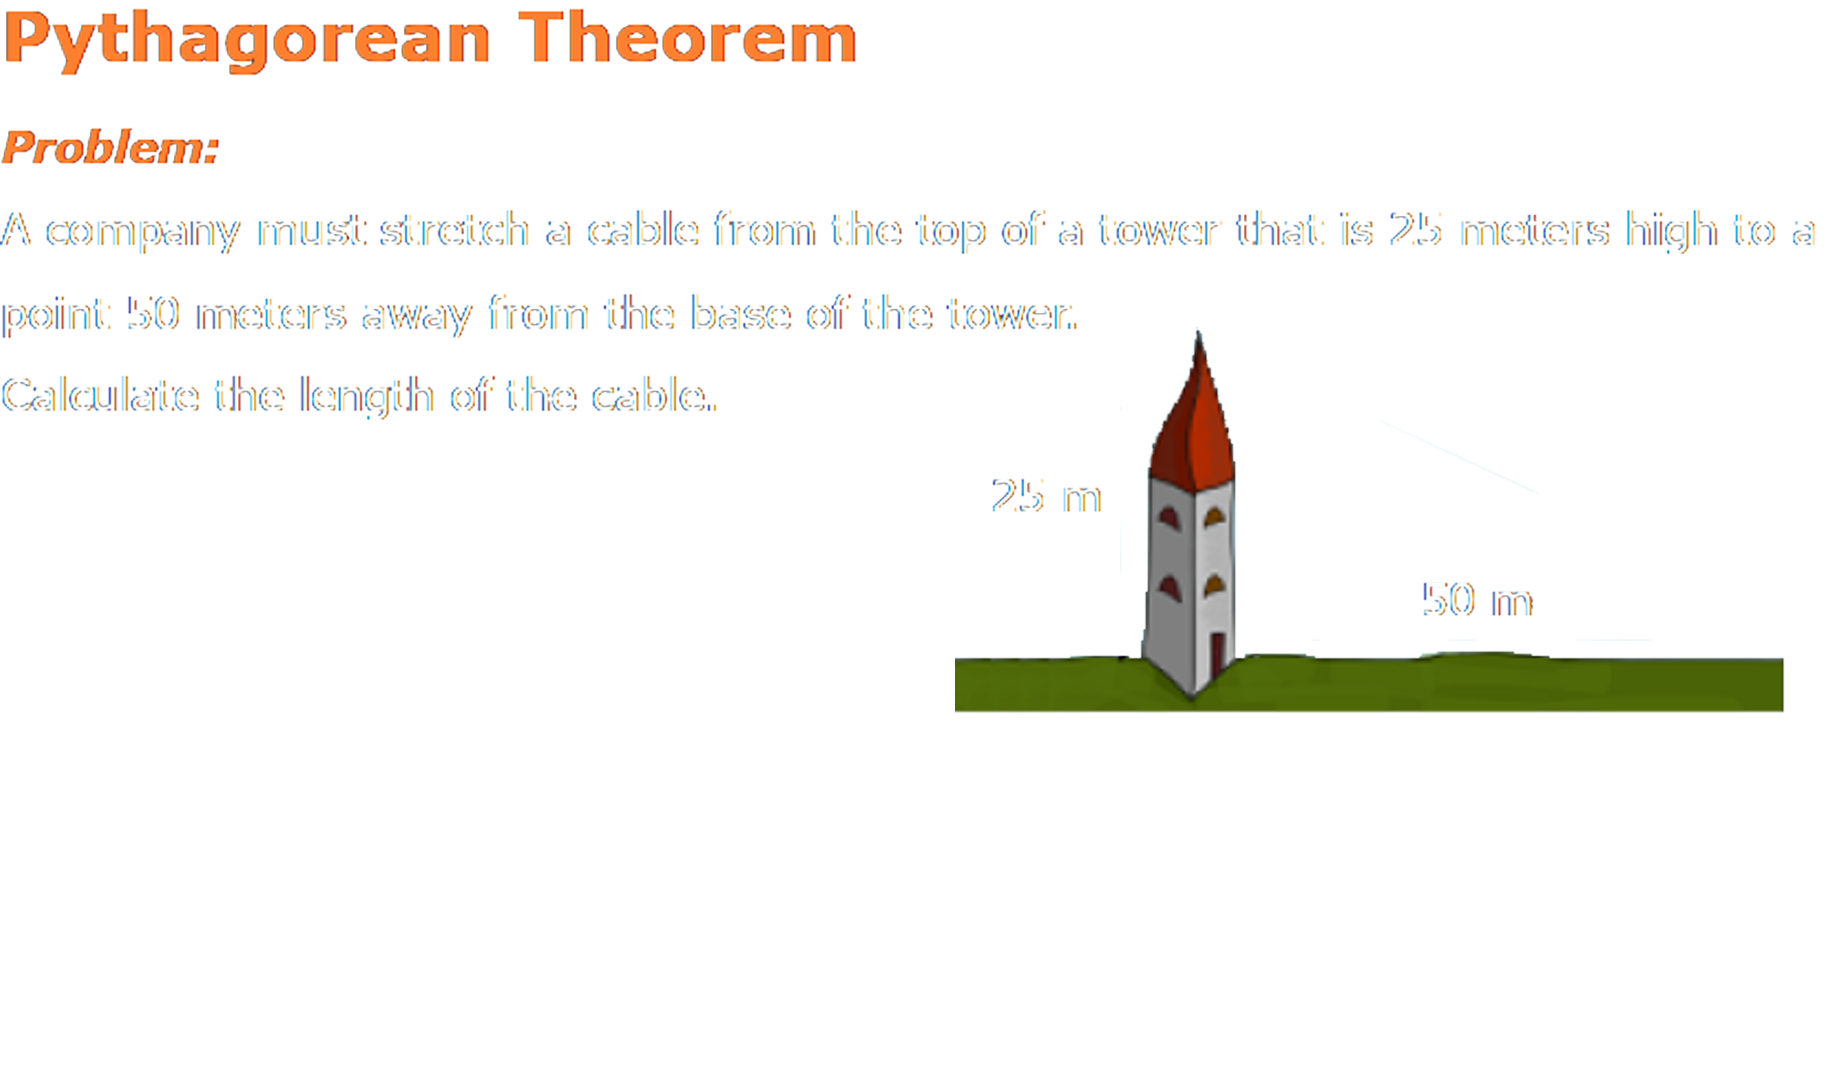 Pythagorean Theorem
Problem:
A company must stretch a cable from the top of a tower that is 25 meters high to a
point 50 meters away from the base of the tower.
Calculate the length of the cable.
25 m
50 m